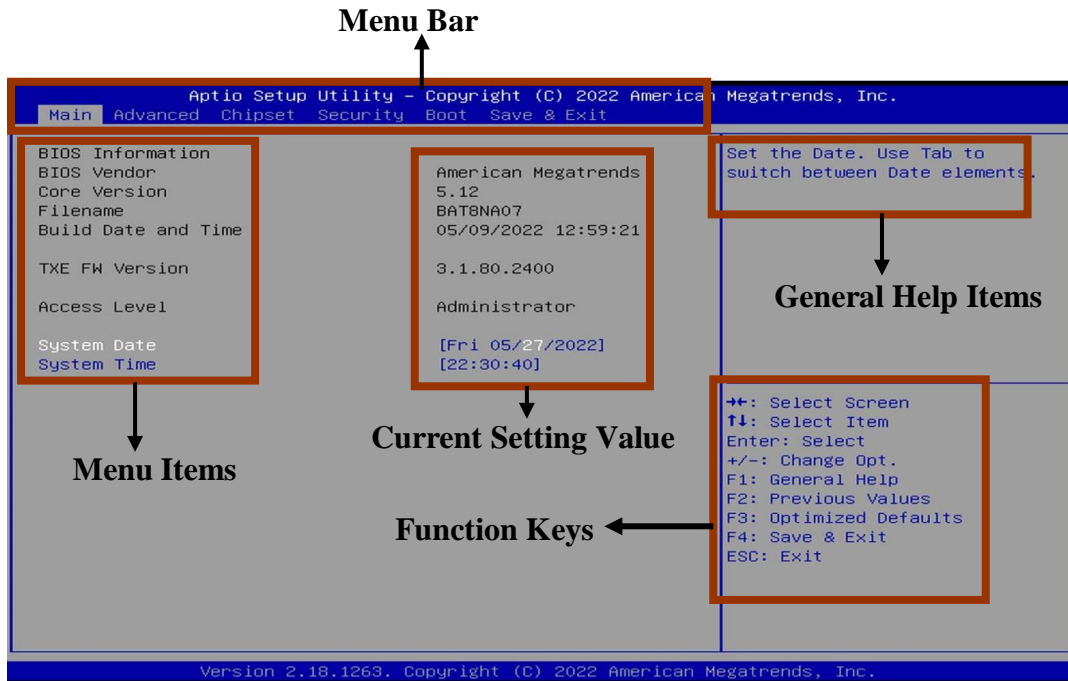 Menu Bar
Aptio Setup Utility – Copyright (C) 2022 American Megatrends, Inc.
Main Advanced Chipset Security Boot Save & Exit
BIOS Information
BIOS Vendor American Megatrends
Core Version 5.12
Filename BAT8NA07
Build Date and Time 05/09/2022 12:59:21
TXE FW Version 3.1.80.2400
Access Level Administrator
System Date [Fri 05/27/2022]
System Time [22:30:40]
Set the Date. Use Tab to
switch between Date elements.
General Help Items
Menu Items
Current Setting Value
Function Keys
→←: Select Screen
↑↓: Select Item
Enter: Select
+/-: Change Opt.
F1: General Help
F2: Previous Values
F3: Optimized Defaults
F4: Save & Exit
ESC: Exit
Version 2.18.1263. Copyright (C) 2022 American Megatrends, Inc.